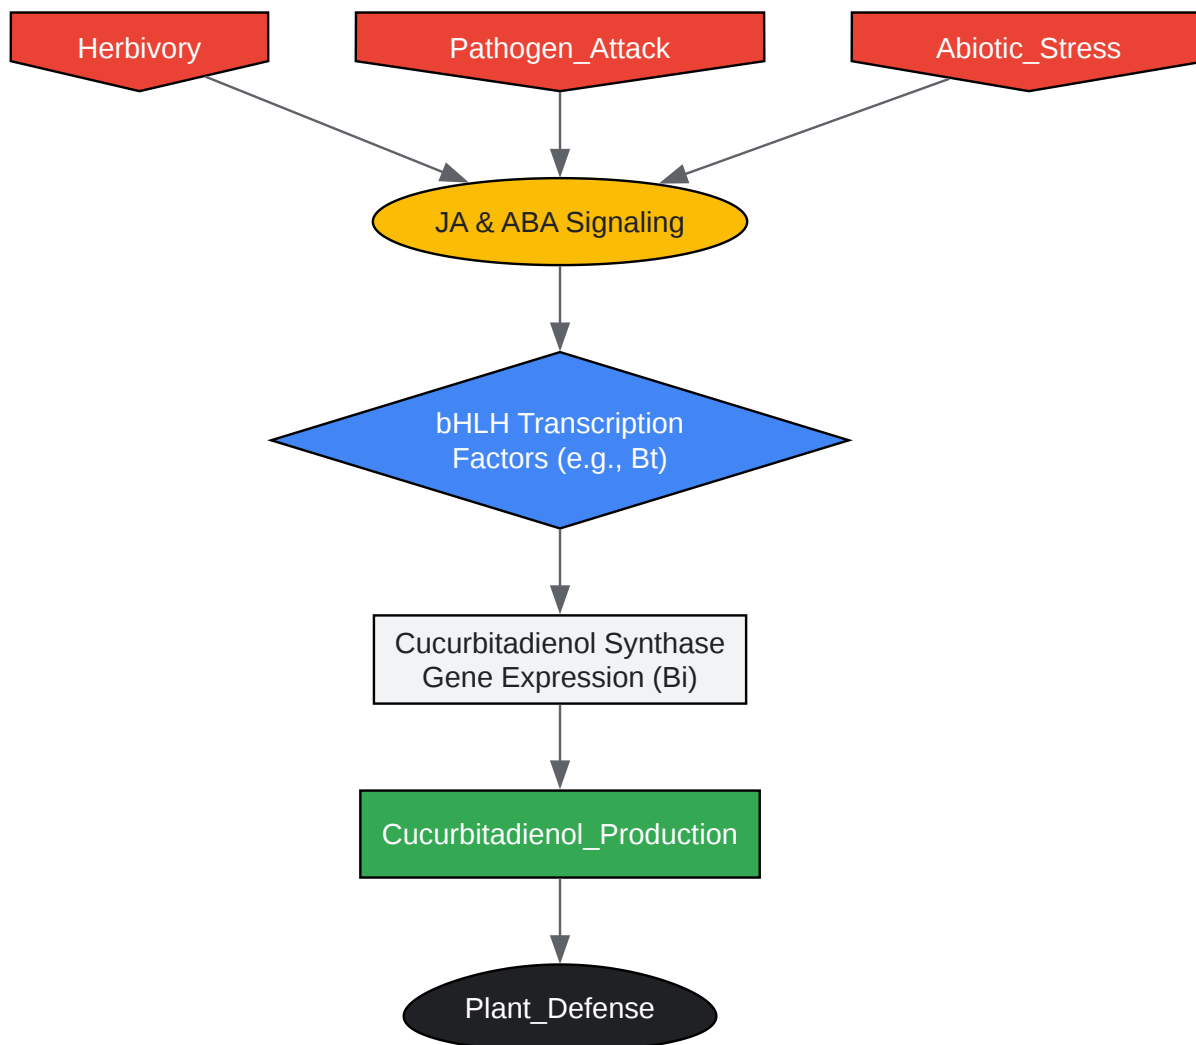 Herbivory
Pathogen_Attack
Abiotic_Stress
JA & ABA Signaling
bHLH Transcription
Factors (e.g., Bt)
Cucurbitadienol Synthase
Gene Expression (Bi)
Cucurbitadienol_Production
Plant_Defense